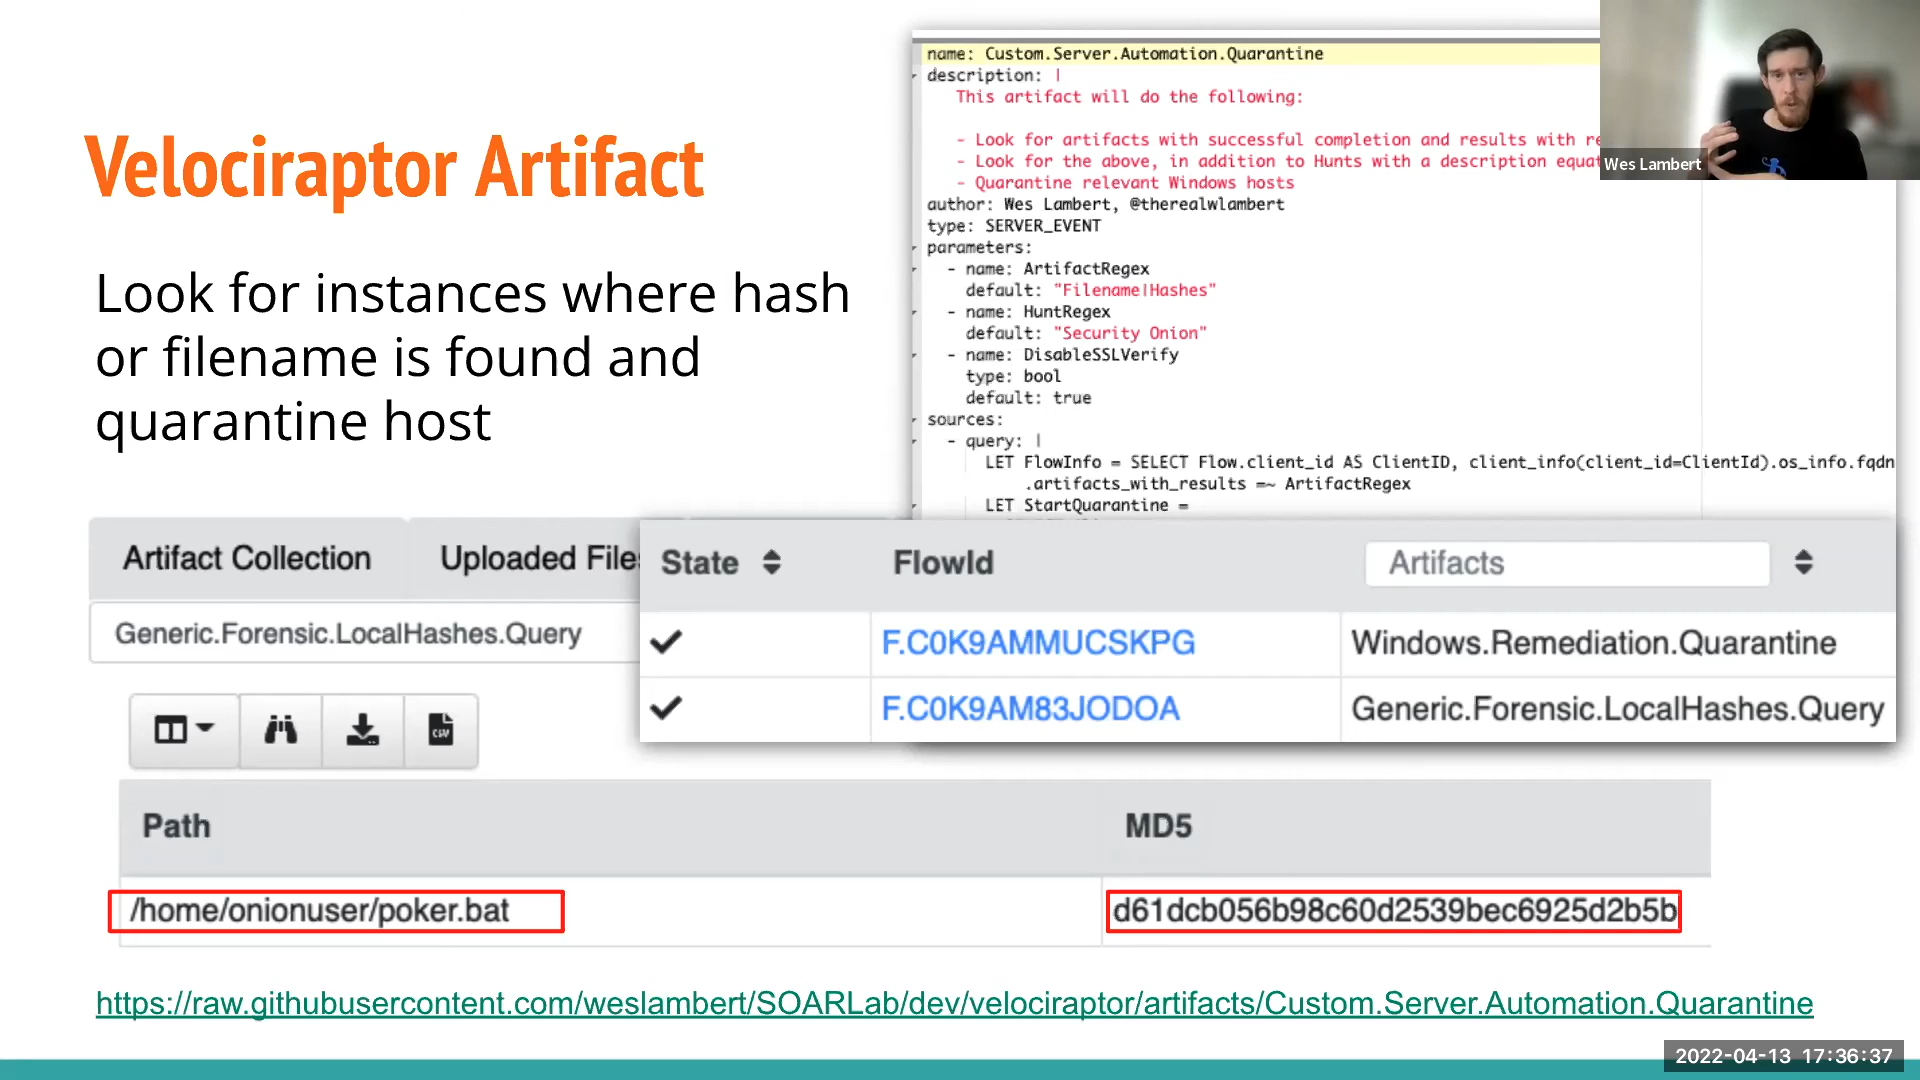 Velociraptor Artifact
Look for instances where hash
or filename is found and
quarantine host
name: Custom.Server.Automation.Quarantine
description: |
This artifact will do the following:
- Look for artifacts with successful completion and results with
- Look for the above, in addition to Hunts with a description
- Quarantine relevant Windows hosts
author: Wes Lambert, @therealwlambert
type: SERVER_EVENT
parameters:
- name: ArtifactRegex
default: "Filename|Hashes"
- name: HuntRegex
default: "Security Onion"
- name: DisableSSLVerify
type: bool
default: true
sources:
- query: |
LET FlowInfo = SELECT Flow.client_id AS ClientID, client_info(client_id=ClientId).os_info.fqdn
.artifacts_with_results =~ ArtifactRegex
LET StartQuarantine =
Wes Lambert
Artifact Collection
Uploaded Files
Generic.Forensic.LocalHashes.Query
State FlowId Artifacts
F.C0K9AMMUCSKPG Windows.Remediation.Quarantine
F.C0K9AM83JODOA Generic.Forensic.LocalHashes.Query
CSV
Path MD5
/home/onionuser/poker.bat d61dcb056b98c60d2539bec6925d2b5b
https://raw.githubusercontent.com/weslambert/SOARLab/dev/velociraptor/artifacts/Custom.Server.Automation.Quarantine
2022-04-13 17:36:37